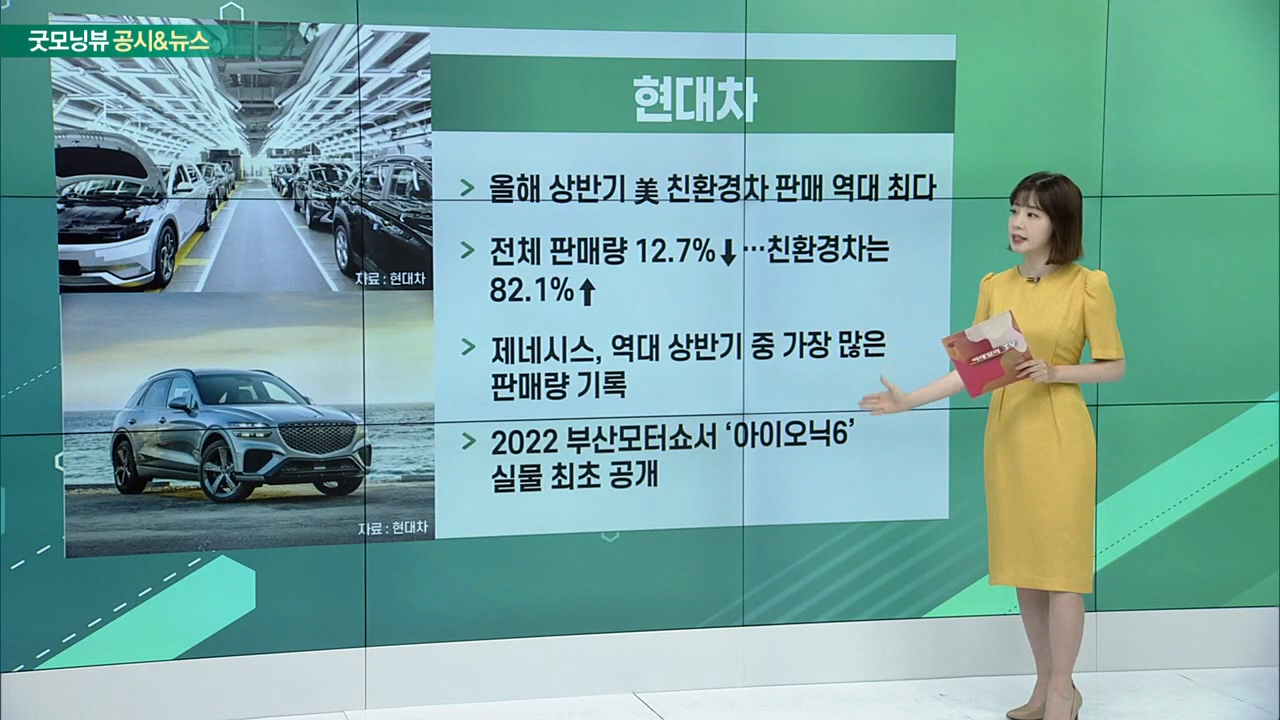 굿모닝뷰 공시&뉴스
현대차
> 올해 상반기 美 친환경차 판매 역대 최다
> 전체 판매량 12.7%⬇…친환경차는
82.1%⬆
> 제네시스, 역대 상반기 중 가장 많은
판매량 기록
> 2022 부산모터쇼서 ‘아이오닉6’
실물 최초 공개
자료 : 현대차
자료 : 현대차